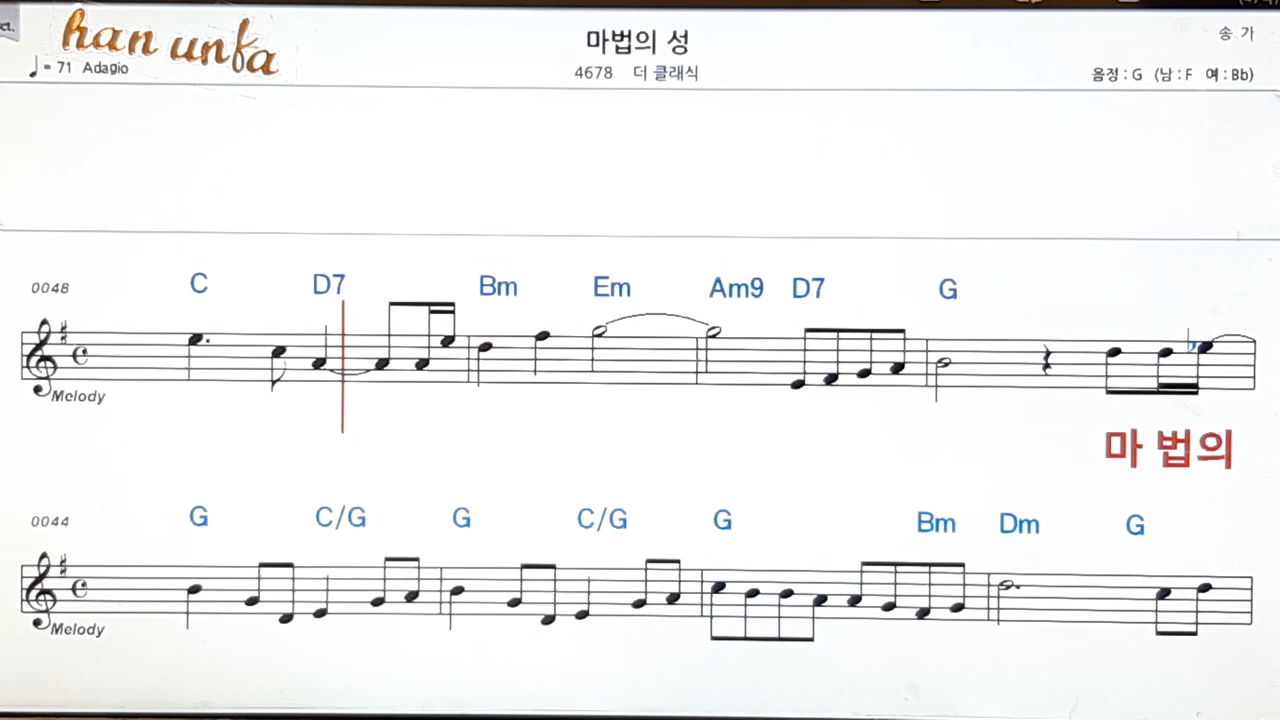 han unfa
마법의 성
송 가
♩= 71 Adagio
4678 더 클래식
음정 : G (남 : F 여 : Bb)
0048
C D7 Bm Em Am9 D7 G
Melody
마 법의
0044
G C/G G C/G G Bm Dm G
Melody